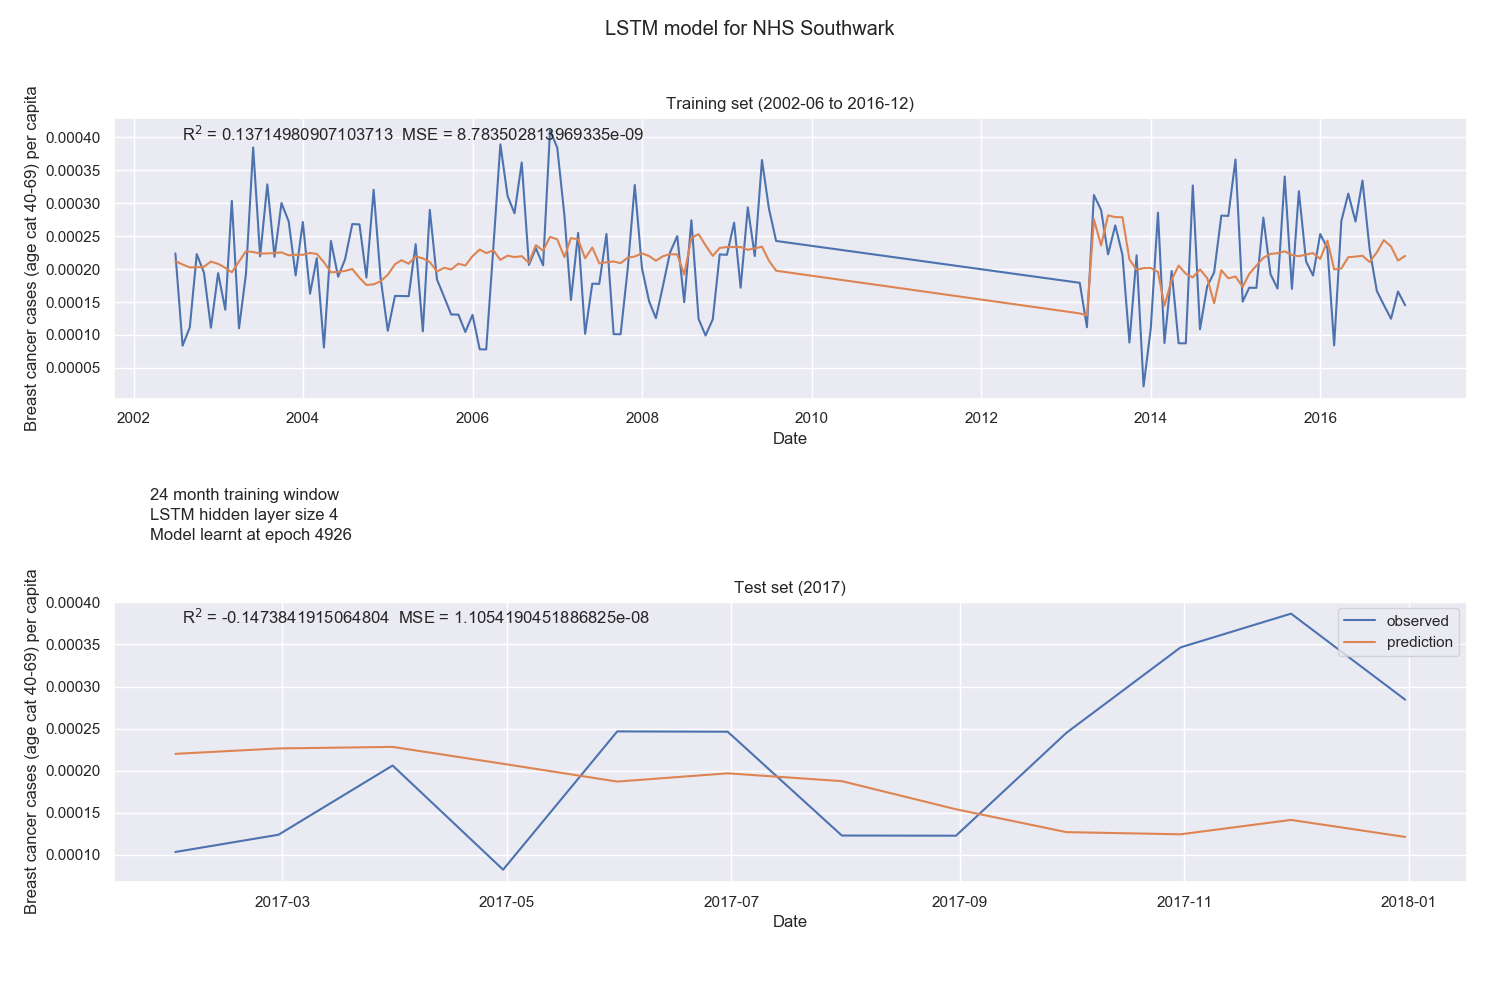 LSTM model for NHS Southwark
Training set (2002-06 to 2016-12)
R² = 0.13714980907103713 MSE = 8.783502813969335e-09
Breast cancer cases (age cat 40-69) per capita
0.00040
0.00035
0.00030
0.00025
0.00020
0.00015
0.00010
0.00005
2002 2004 2006 2008 2010 2012 2014 2016
Date
24 month training window
LSTM hidden layer size 4
Model learnt at epoch 4926
Test set (2017)
R² = -0.1473841915064804 MSE = 1.1054190451886825e-08
observed
prediction
Breast cancer cases (age cat 40-69) per capita
0.00040
0.00035
0.00030
0.00025
0.00020
0.00015
0.00010
2017-03 2017-05 2017-07 2017-09 2017-11 2018-01
Date